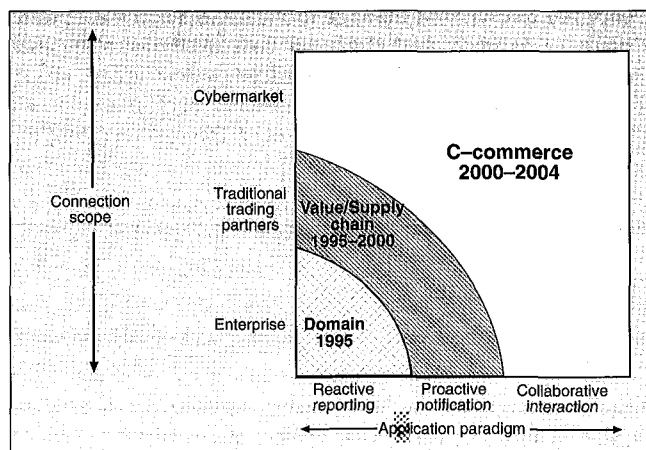 Cybermarket
C–commerce
2000–2004
Connection
scope
Traditional
trading
partners
Value/Supply
chain
1995–2000
Enterprise
Domain
1995
Reactive
reporting
Proactive
notification
Collaborative
interaction
Application paradigm